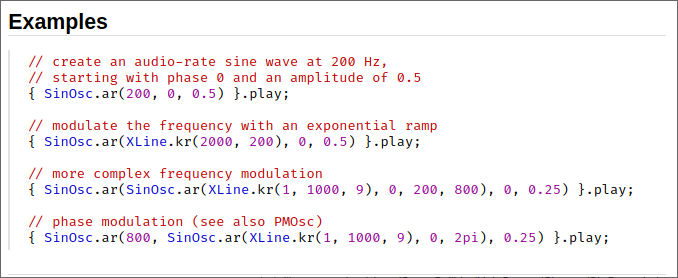 Examples
// create an audio-rate sine wave at 200 Hz,
// starting with phase 0 and an amplitude of 0.5
{ SinOsc.ar(200, 0, 0.5) }.play;
// modulate the frequency with an exponential ramp
{ SinOsc.ar(XLine.kr(2000, 200), 0, 0.5) }.play;
// more complex frequency modulation
{ SinOsc.ar(SinOsc.ar(XLine.kr(1, 1000, 9), 0, 200, 800), 0, 0.25) }.play;
// phase modulation (see also PMOsc)
{ SinOsc.ar(800, SinOsc.ar(XLine.kr(1, 1000, 9), 0, 2pi), 0.25) }.play;